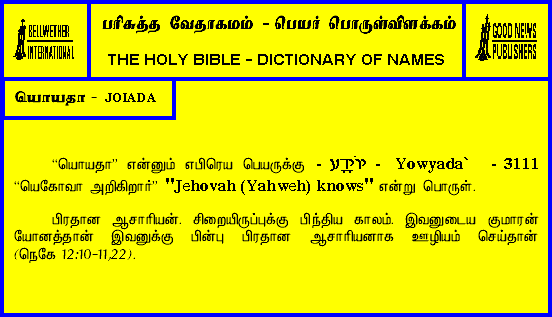 BELLWETHER
INTERNATIONAL
பரிசுத்த வேதாகமம் - பெயர் பொருள்விளக்கம்
THE HOLY BIBLE - DICTIONARY OF NAMES
GOOD NEWS
PUBLISHERS
யொயதா - JOIADA
“யொயதா” என்னும் எபிரெய பெயருக்கு - יֹוֹיָדָע - Yowyada` - 3111
“யெகோவா அறிகிறார்” "Jehovah (Yahweh) knows" என்று பொருள்.
பிரதான ஆசாரியன். சிறையிருப்புக்கு பிந்திய காலம். இவனுடைய குமாரன்
யோனத்தான் இவனுக்கு பின்பு பிரதான ஆசாரியனாக ஊழியம் செய்தான்
(நெகே 12:10-11,22).